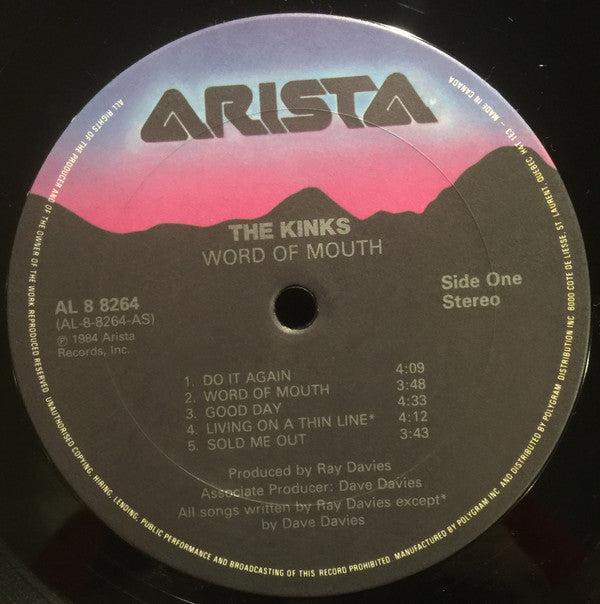 ARISTA
THE KINKS
WORD OF MOUTH
AL 8 8264
(AL-8-8264-AS)
℗ 1984 Arista
Records, Inc.
Side One
Stereo
1. DO IT AGAIN 4:09
2. WORD OF MOUTH 3:48
3. GOOD DAY 4:33
4. LIVING ON A THIN LINE* 4:12
5. SOLD ME OUT 3:43
Produced by Ray Davies
Associate Producer: Dave Davies
All songs written by Ray Davies except*
by Dave Davies
ALL RIGHTS OF THE PRODUCER AND OF THE OWNER OF THE WORK REPRODUCED RESERVED. UNAUTHORISED COPYING, HIRING, LENDING, PUBLIC PERFORMANCE AND BROADCASTING OF THIS RECORD PROHIBITED. MANUFACTURED BY POLYGRAM INC. AND DISTRIBUTED BY POLYGRAM DISTRIBUTION INC. 6000 COTE DE LIESSE, ST LAURENT, QUEBEC H4T 1E3 - MADE IN CANADA